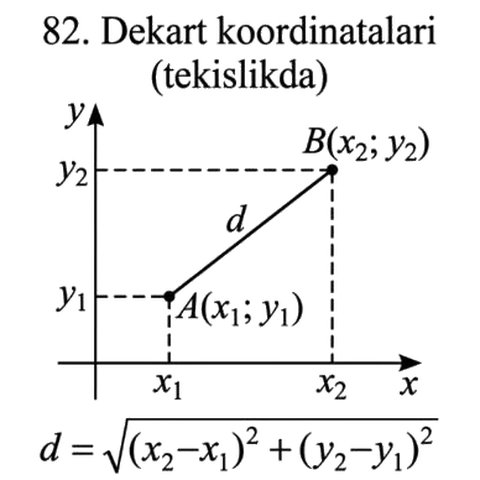 82. Dekart koordinatalari
(tekislikda)
y
B(x₂; y₂)
y₂
d
y₁
A(x₁; y₁)
x₁
x₂
x
d = √(x₂−x₁)² + (y₂−y₁)²